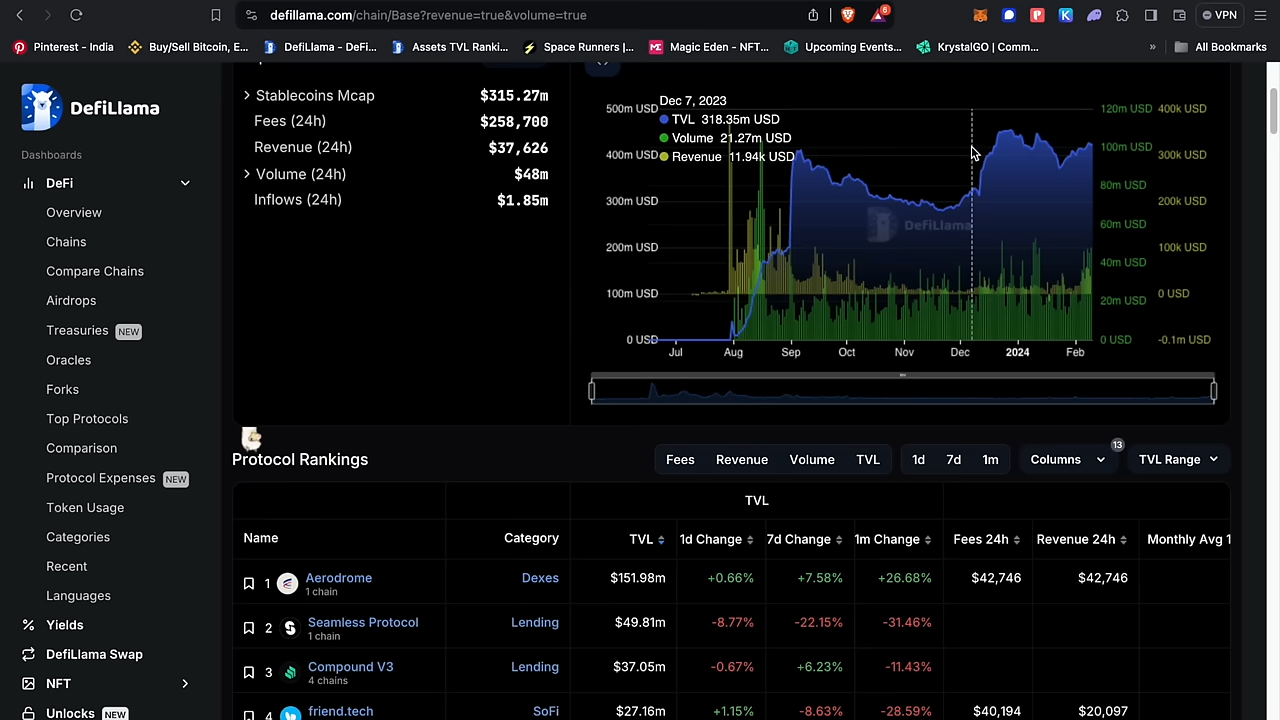 defillama.com/chain/Base?revenue=true&volume=true
6
VPN
Pinterest - India
Buy/Sell Bitcoin, E...
DefiLlama - DeFi...
Assets TVL Ranki...
Space Runners |...
Magic Eden - NFT...
Upcoming Events...
KrystalGO | Comm...
»
All Bookmarks
DefiLlama
Dashboards
DeFi
Overview
Chains
Compare Chains
Airdrops
Treasuries NEW
Oracles
Forks
Top Protocols
Comparison
Protocol Expenses NEW
Token Usage
Categories
Recent
Languages
Yields
DefiLlama Swap
NFT
Unlocks NEW
Stablecoins Mcap $315.27m
Fees (24h) $258,700
Revenue (24h) $37,626
Volume (24h) $48m
Inflows (24h) $1.85m
Dec 7, 2023
TVL 318.35m USD
Volume 21.27m USD
Revenue 11.94k USD
500m USD
400m USD
300m USD
200m USD
100m USD
0 USD
120m USD
100m USD
80m USD
60m USD
40m USD
20m USD
0 USD
400k USD
300k USD
200k USD
100k USD
0 USD
-0.1m USD
DefiLlama
Jul Aug Sep Oct Nov Dec 2024 Feb
Protocol Rankings
Fees Revenue Volume TVL
1d 7d 1m
Columns 13
TVL Range
TVL
Name Category TVL 1d Change 7d Change 1m Change Fees 24h Revenue 24h Monthly Avg 1
1 Aerodrome Dexes $151.98m +0.66% +7.58% +26.68% $42,746 $42,746
1 chain
2 Seamless Protocol Lending $49.81m -8.77% -22.15% -31.46%
1 chain
3 Compound V3 Lending $37.05m -0.67% +6.23% -11.43%
4 chains
4 friend.tech SoFi $27.16m +1.15% -8.63% -28.59% $40,194 $20,097